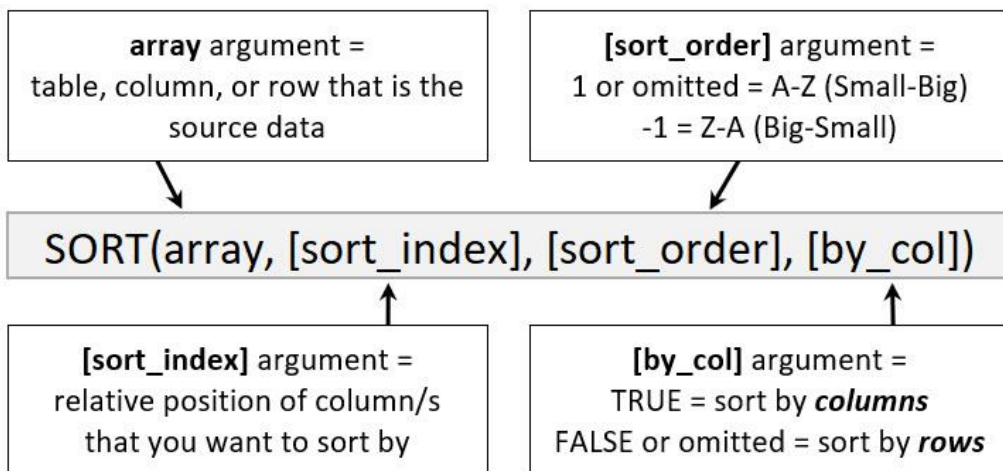 array argument =
table, column, or row that is the
source data
[sort_order] argument =
1 or omitted = A-Z (Small-Big)
-1 = Z-A (Big-Small)
SORT(array, [sort_index], [sort_order], [by_col])
[sort_index] argument =
relative position of column/s
that you want to sort by
[by_col] argument =
TRUE = sort by columns
FALSE or omitted = sort by rows